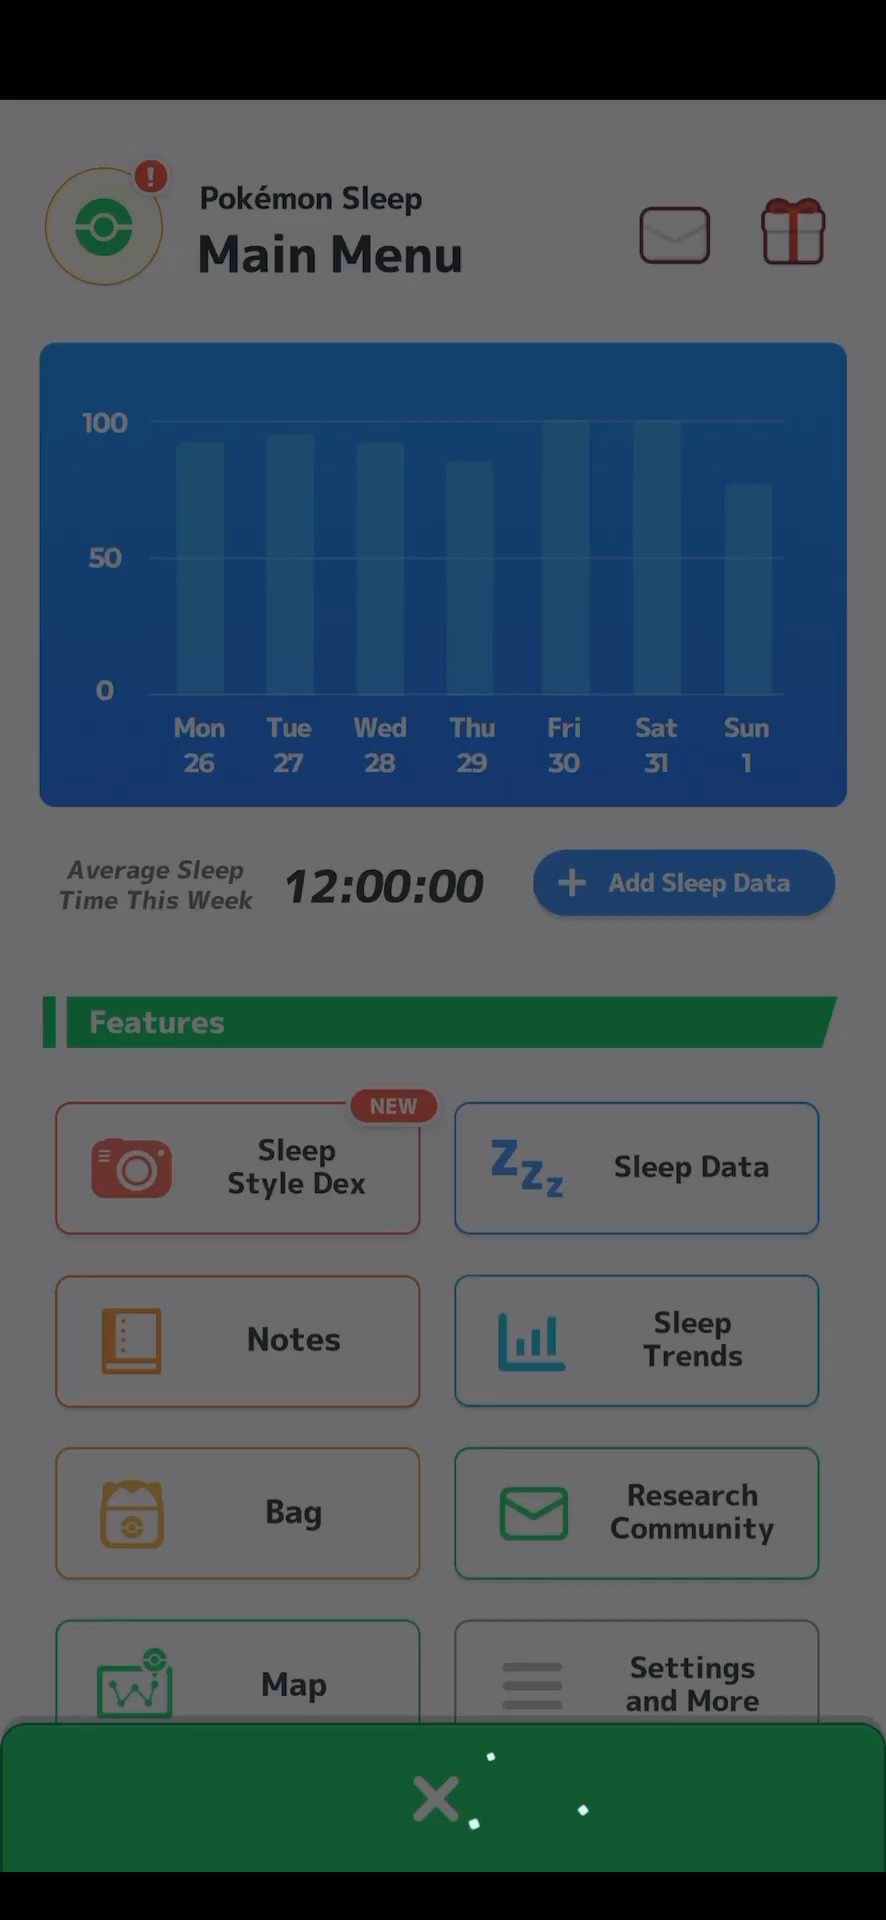 !
Pokémon Sleep
Main Menu
100
50
0
Mon Tue Wed Thu Fri Sat Sun
26 27 28 29 30 31 1
Average Sleep
Time This Week
12:00:00
Add Sleep Data
Features
NEW
Sleep
Style Dex
Zzz
Sleep Data
Notes
Sleep
Trends
Bag
Research
Community
Map
Settings
and More